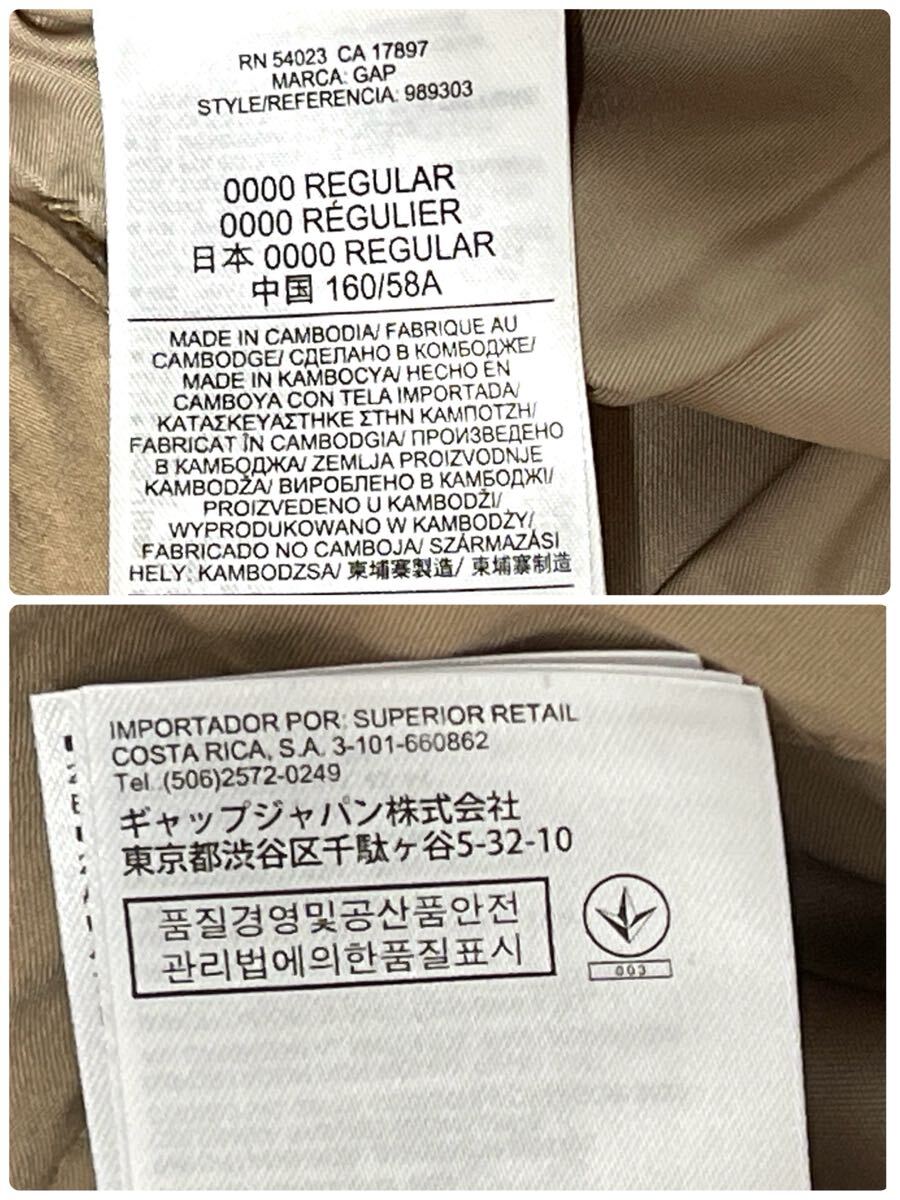 RN 54023 CA 17897
MARCA: GAP
STYLE/REFERENCIA: 989303
0000 REGULAR
0000 RÉGULIER
日本 0000 REGULAR
中国 160/58A
MADE IN CAMBODIA/ FABRIQUE AU
CAMBODGE/ СДЕЛАНО В КОМБОДЖЕ/
MADE IN KAMBOCYA/ HECHO EN
CAMBOYA CON TELA IMPORTADA/
ΚΑΤΑΣΚΕΥΑΣΤΗΚΕ ΣΤΗΝ ΚΑΜΠΟΤΖΗ/
FABRICAT ÎN CAMBODGIA/ ПРОИЗВЕДЕНО
В КАМБОДЖА/ ZEMLJA PROIZVODNJE
KAMBODŽA/ ВИРОБЛЕНО В КАМБОДЖІ/
PROIZVEDENO U KAMBODŽI/
WYPRODUKOWANO W KAMBODŻY/
FABRICADO NO CAMBOJA/ SZÁRMAZÁSI
HELY: KAMBODZSA/ 柬埔寨製造/ 柬埔寨制造
IMPORTADOR POR: SUPERIOR RETAIL
COSTA RICA, S.A. 3-101-660862
Tel .(506)2572-0249
ギャップジャパン株式会社
東京都渋谷区千駄ヶ谷5-32-10
품질경영및공산품안전
관리법에의한품질표시
003